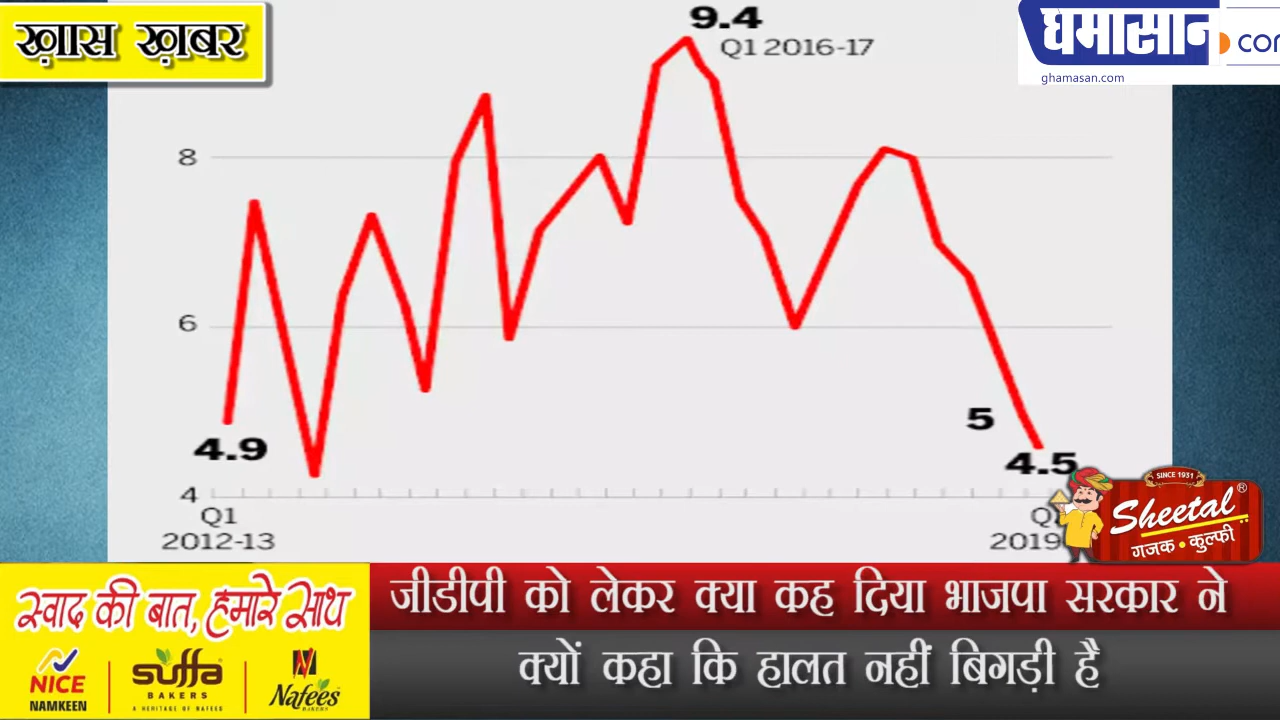 ख़ास ख़बर
घमासान
com
ghamasan.com
9.4
Q1 2016-17
8
6
5
4.9
4.5
4
Q1
2012-13
2019
SINCE 1931
Sheetal®
गजक • कुल्फी
स्वाद की बात, हमारे साथ
NICE
NAMKEEN
Suffa
BAKERS
A HERITAGE OF NAFEES
Nafees
BAKERS
जीडीपी को लेकर क्या कह दिया भाजपा सरकार ने
क्यों कहा कि हालत नहीं बिगड़ी है